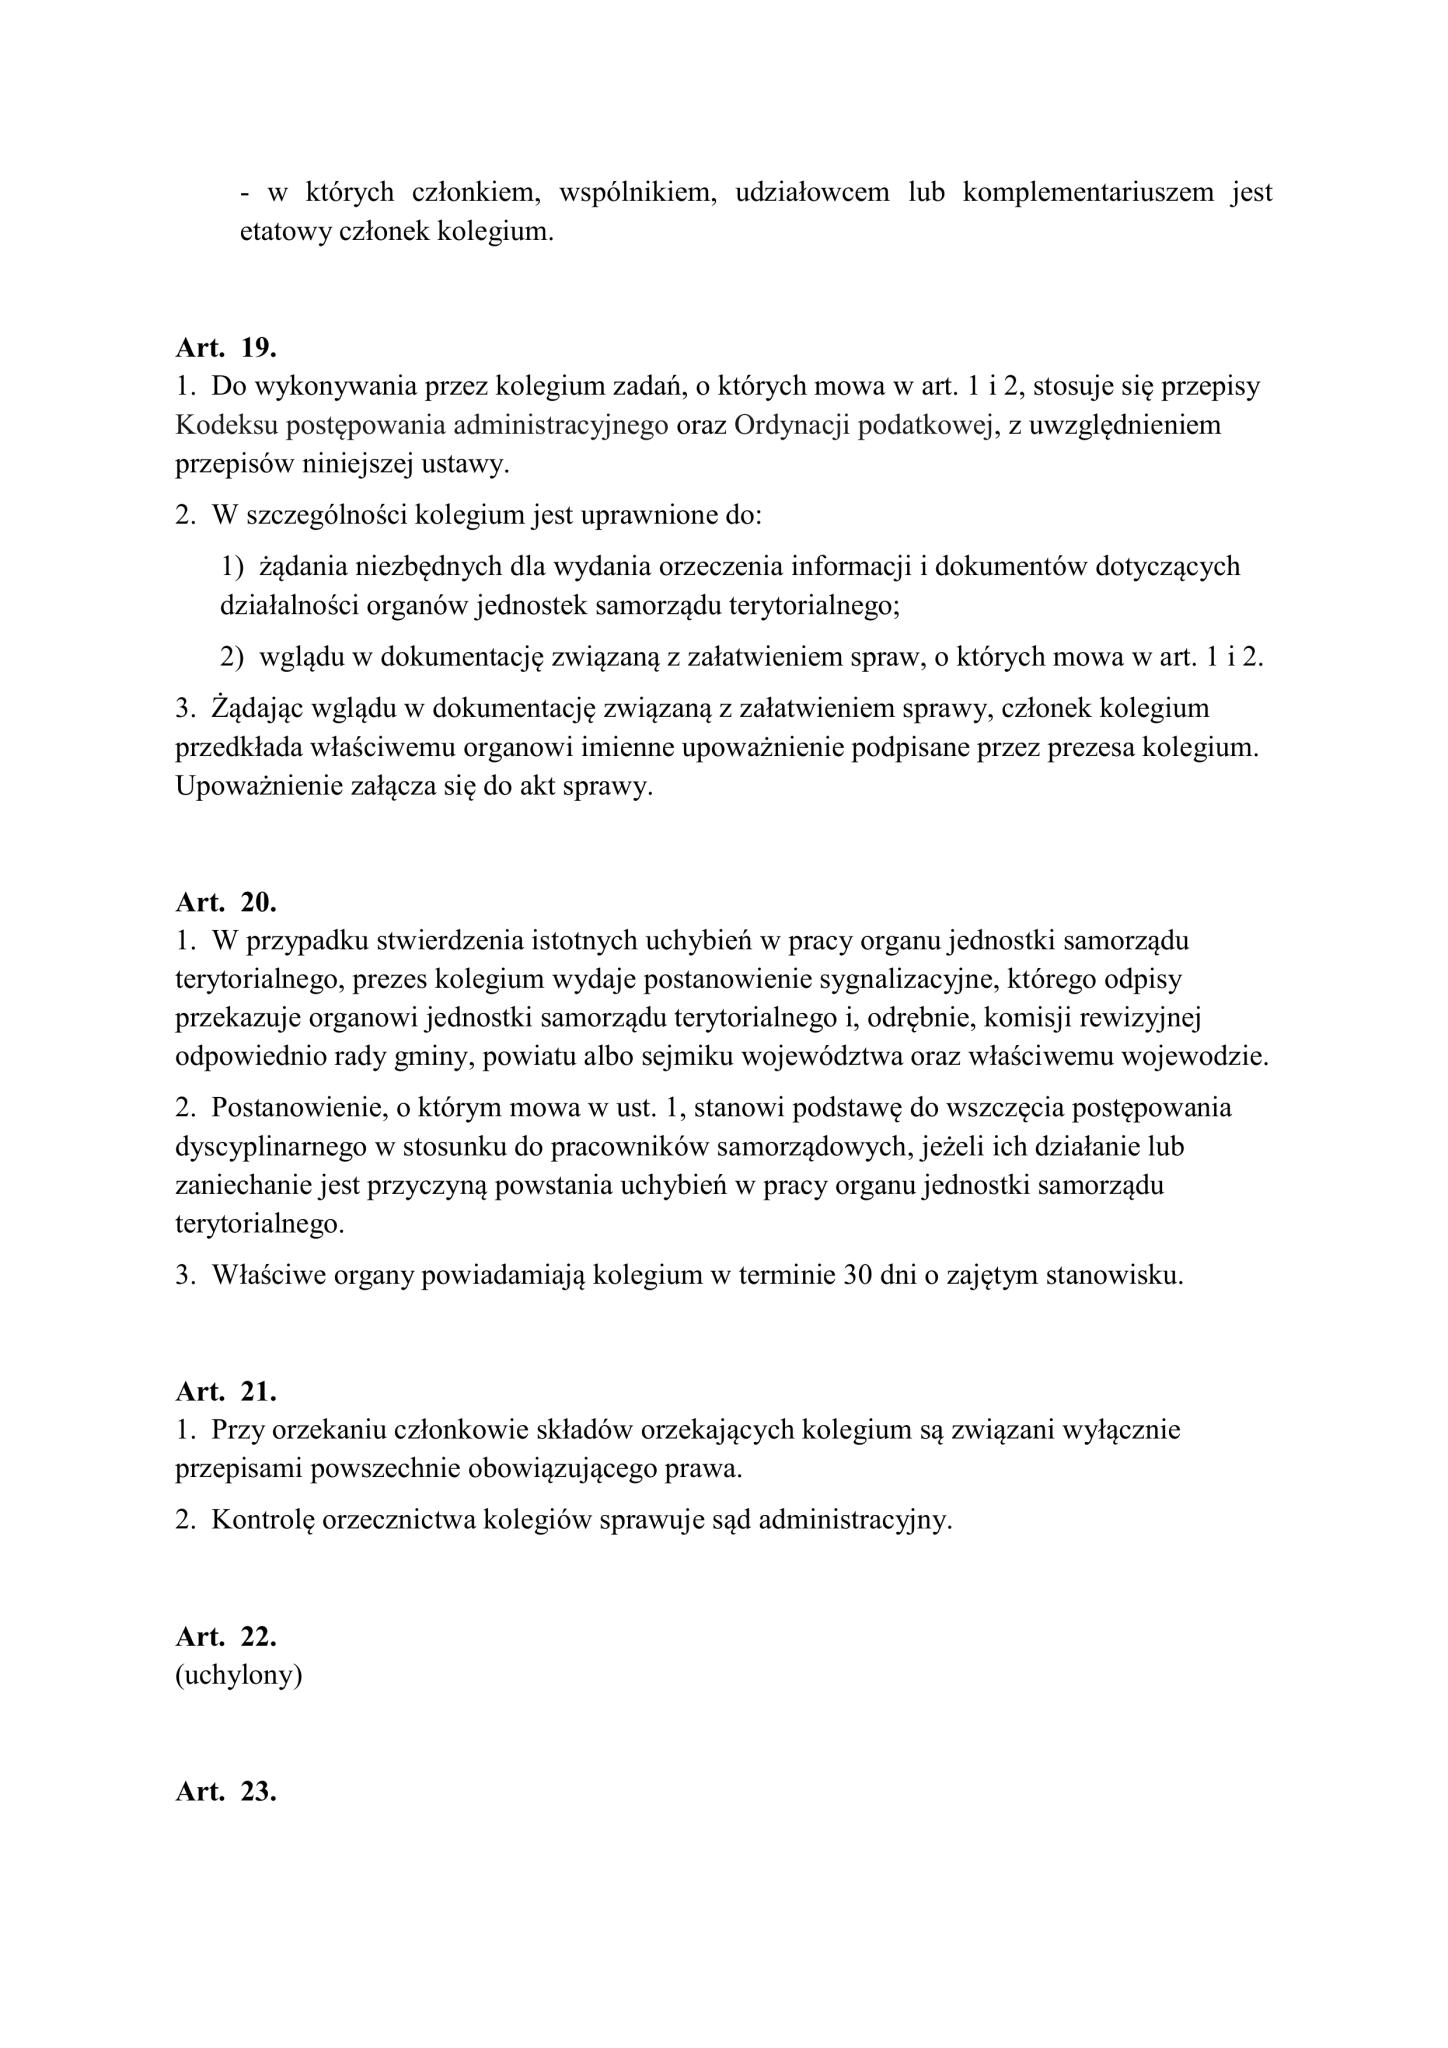 - w których członkiem, wspólnikiem, udziałowcem lub komplementariuszem jest
etatowy członek kolegium.
Art. 19.
1. Do wykonywania przez kolegium zadań, o których mowa w art. 1 i 2, stosuje się przepisy
Kodeksu postępowania administracyjnego oraz Ordynacji podatkowej, z uwzględnieniem
przepisów niniejszej ustawy.
2. W szczególności kolegium jest uprawnione do:
1) żądania niezbędnych dla wydania orzeczenia informacji i dokumentów dotyczących
działalności organów jednostek samorządu terytorialnego;
2) wglądu w dokumentację związaną z załatwieniem spraw, o których mowa w art. 1 i 2.
3. Żądając wglądu w dokumentację związaną z załatwieniem sprawy, członek kolegium
przedkłada właściwemu organowi imienne upoważnienie podpisane przez prezesa kolegium.
Upoważnienie załącza się do akt sprawy.
Art. 20.
1. W przypadku stwierdzenia istotnych uchybień w pracy organu jednostki samorządu
terytorialnego, prezes kolegium wydaje postanowienie sygnalizacyjne, którego odpisy
przekazuje organowi jednostki samorządu terytorialnego i, odrębnie, komisji rewizyjnej
odpowiednio rady gminy, powiatu albo sejmiku województwa oraz właściwemu wojewodzie.
2. Postanowienie, o którym mowa w ust. 1, stanowi podstawę do wszczęcia postępowania
dyscyplinarnego w stosunku do pracowników samorządowych, jeżeli ich działanie lub
zaniechanie jest przyczyną powstania uchybień w pracy organu jednostki samorządu
terytorialnego.
3. Właściwe organy powiadamiają kolegium w terminie 30 dni o zajętym stanowisku.
Art. 21.
1. Przy orzekaniu członkowie składów orzekających kolegium są związani wyłącznie
przepisami powszechnie obowiązującego prawa.
2. Kontrolę orzecznictwa kolegiów sprawuje sąd administracyjny.
Art. 22.
(uchylony)
Art. 23.